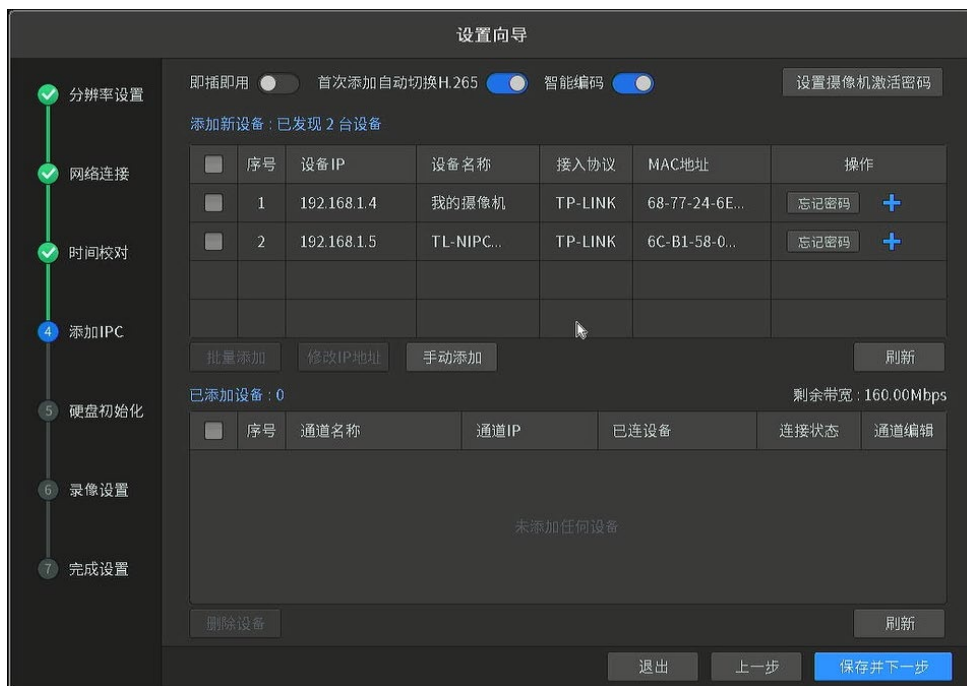 设置向导
分辨率设置
网络连接
时间校对
4 添加IPC
5 硬盘初始化
6 录像设置
7 完成设置
即插即用 首次添加自动切换H.265 智能编码 设置摄像机激活密码
添加新设备 : 已发现 2 台设备
序号 设备IP 设备名称 接入协议 MAC地址 操作
1 192.168.1.4 我的摄像机 TP-LINK 68-77-24-6E... 忘记密码
2 192.168.1.5 TL-NIPC... TP-LINK 6C-B1-58-0... 忘记密码
批量添加 修改IP地址 手动添加 刷新
已添加设备 : 0 剩余带宽 : 160.00Mbps
序号 通道名称 通道IP 已连设备 连接状态 通道编辑
未添加任何设备
删除设备 刷新
退出 上一步 保存并下一步